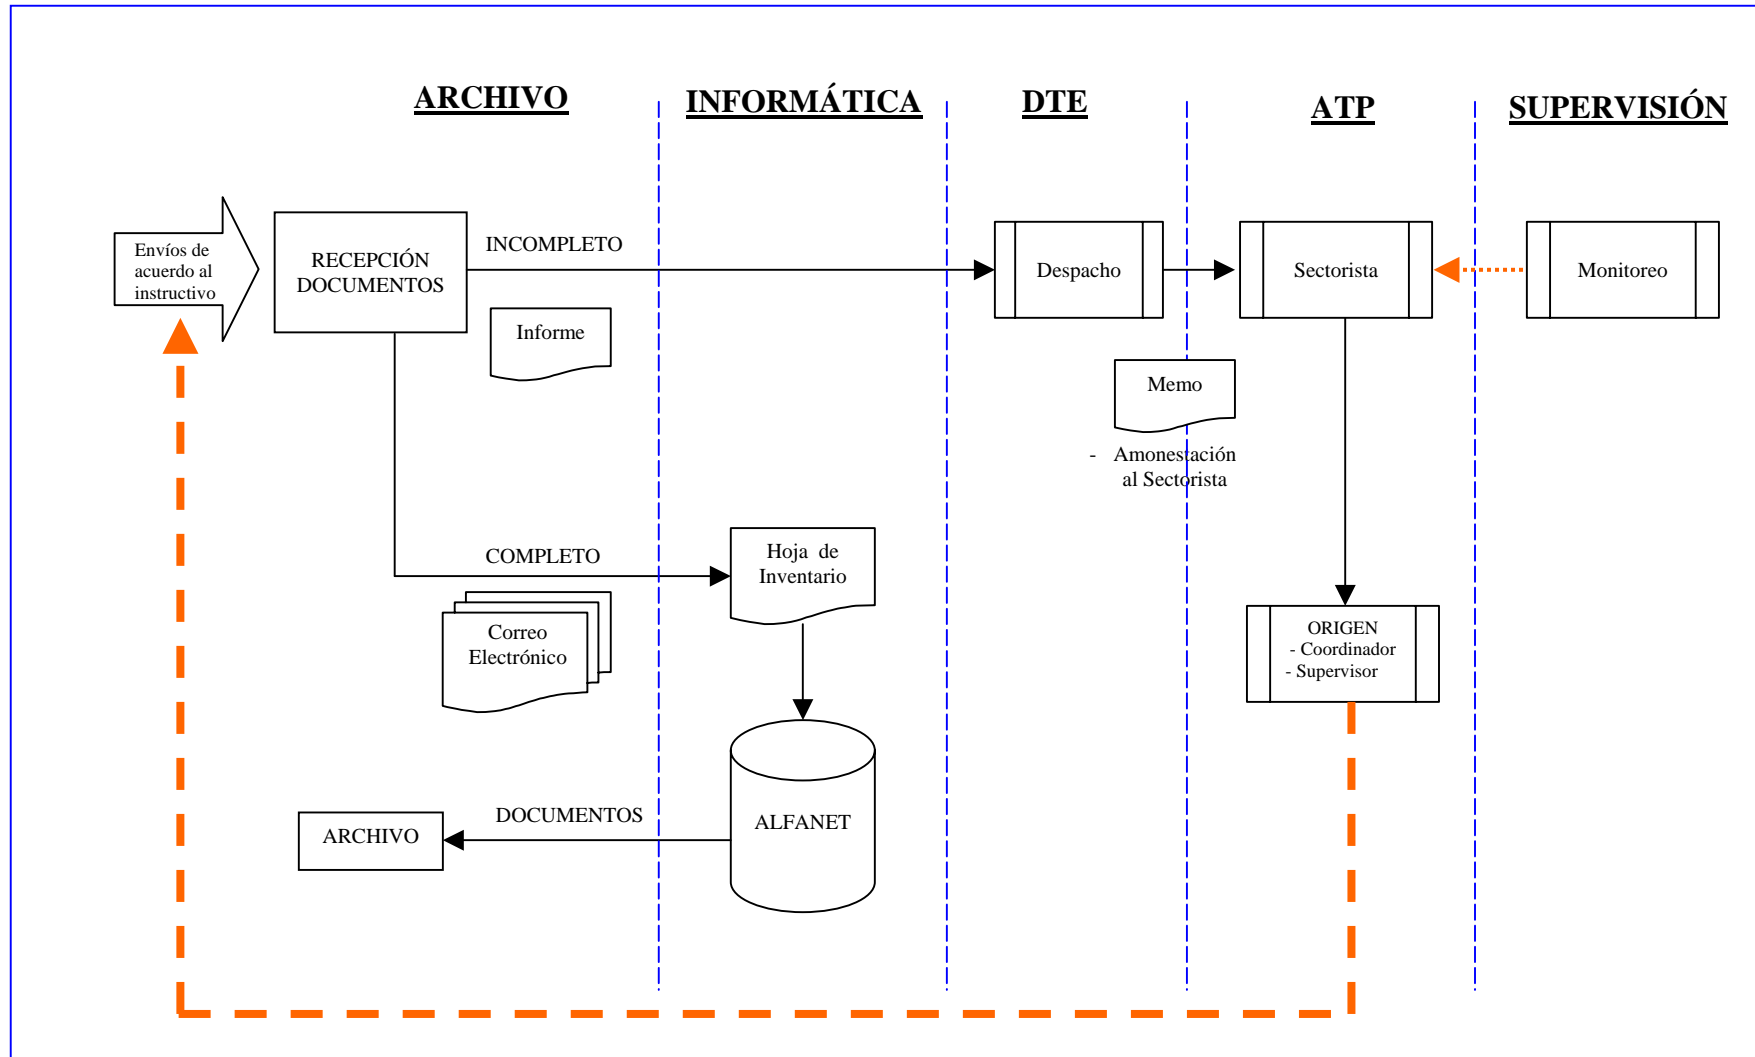 ARCHIVO
INFORMÁTICA
DTE
ATP
SUPERVISIÓN
Envíos de
acuerdo al
instructivo
RECEPCIÓN
DOCUMENTOS
INCOMPLETO
Informe
Despacho
Sectorista
Monitoreo
Memo
- Amonestación
al Sectorista
COMPLETO
Correo
Electrónico
Hoja de
Inventario
ORIGEN
- Coordinador
- Supervisor
ALFANET
DOCUMENTOS
ARCHIVO